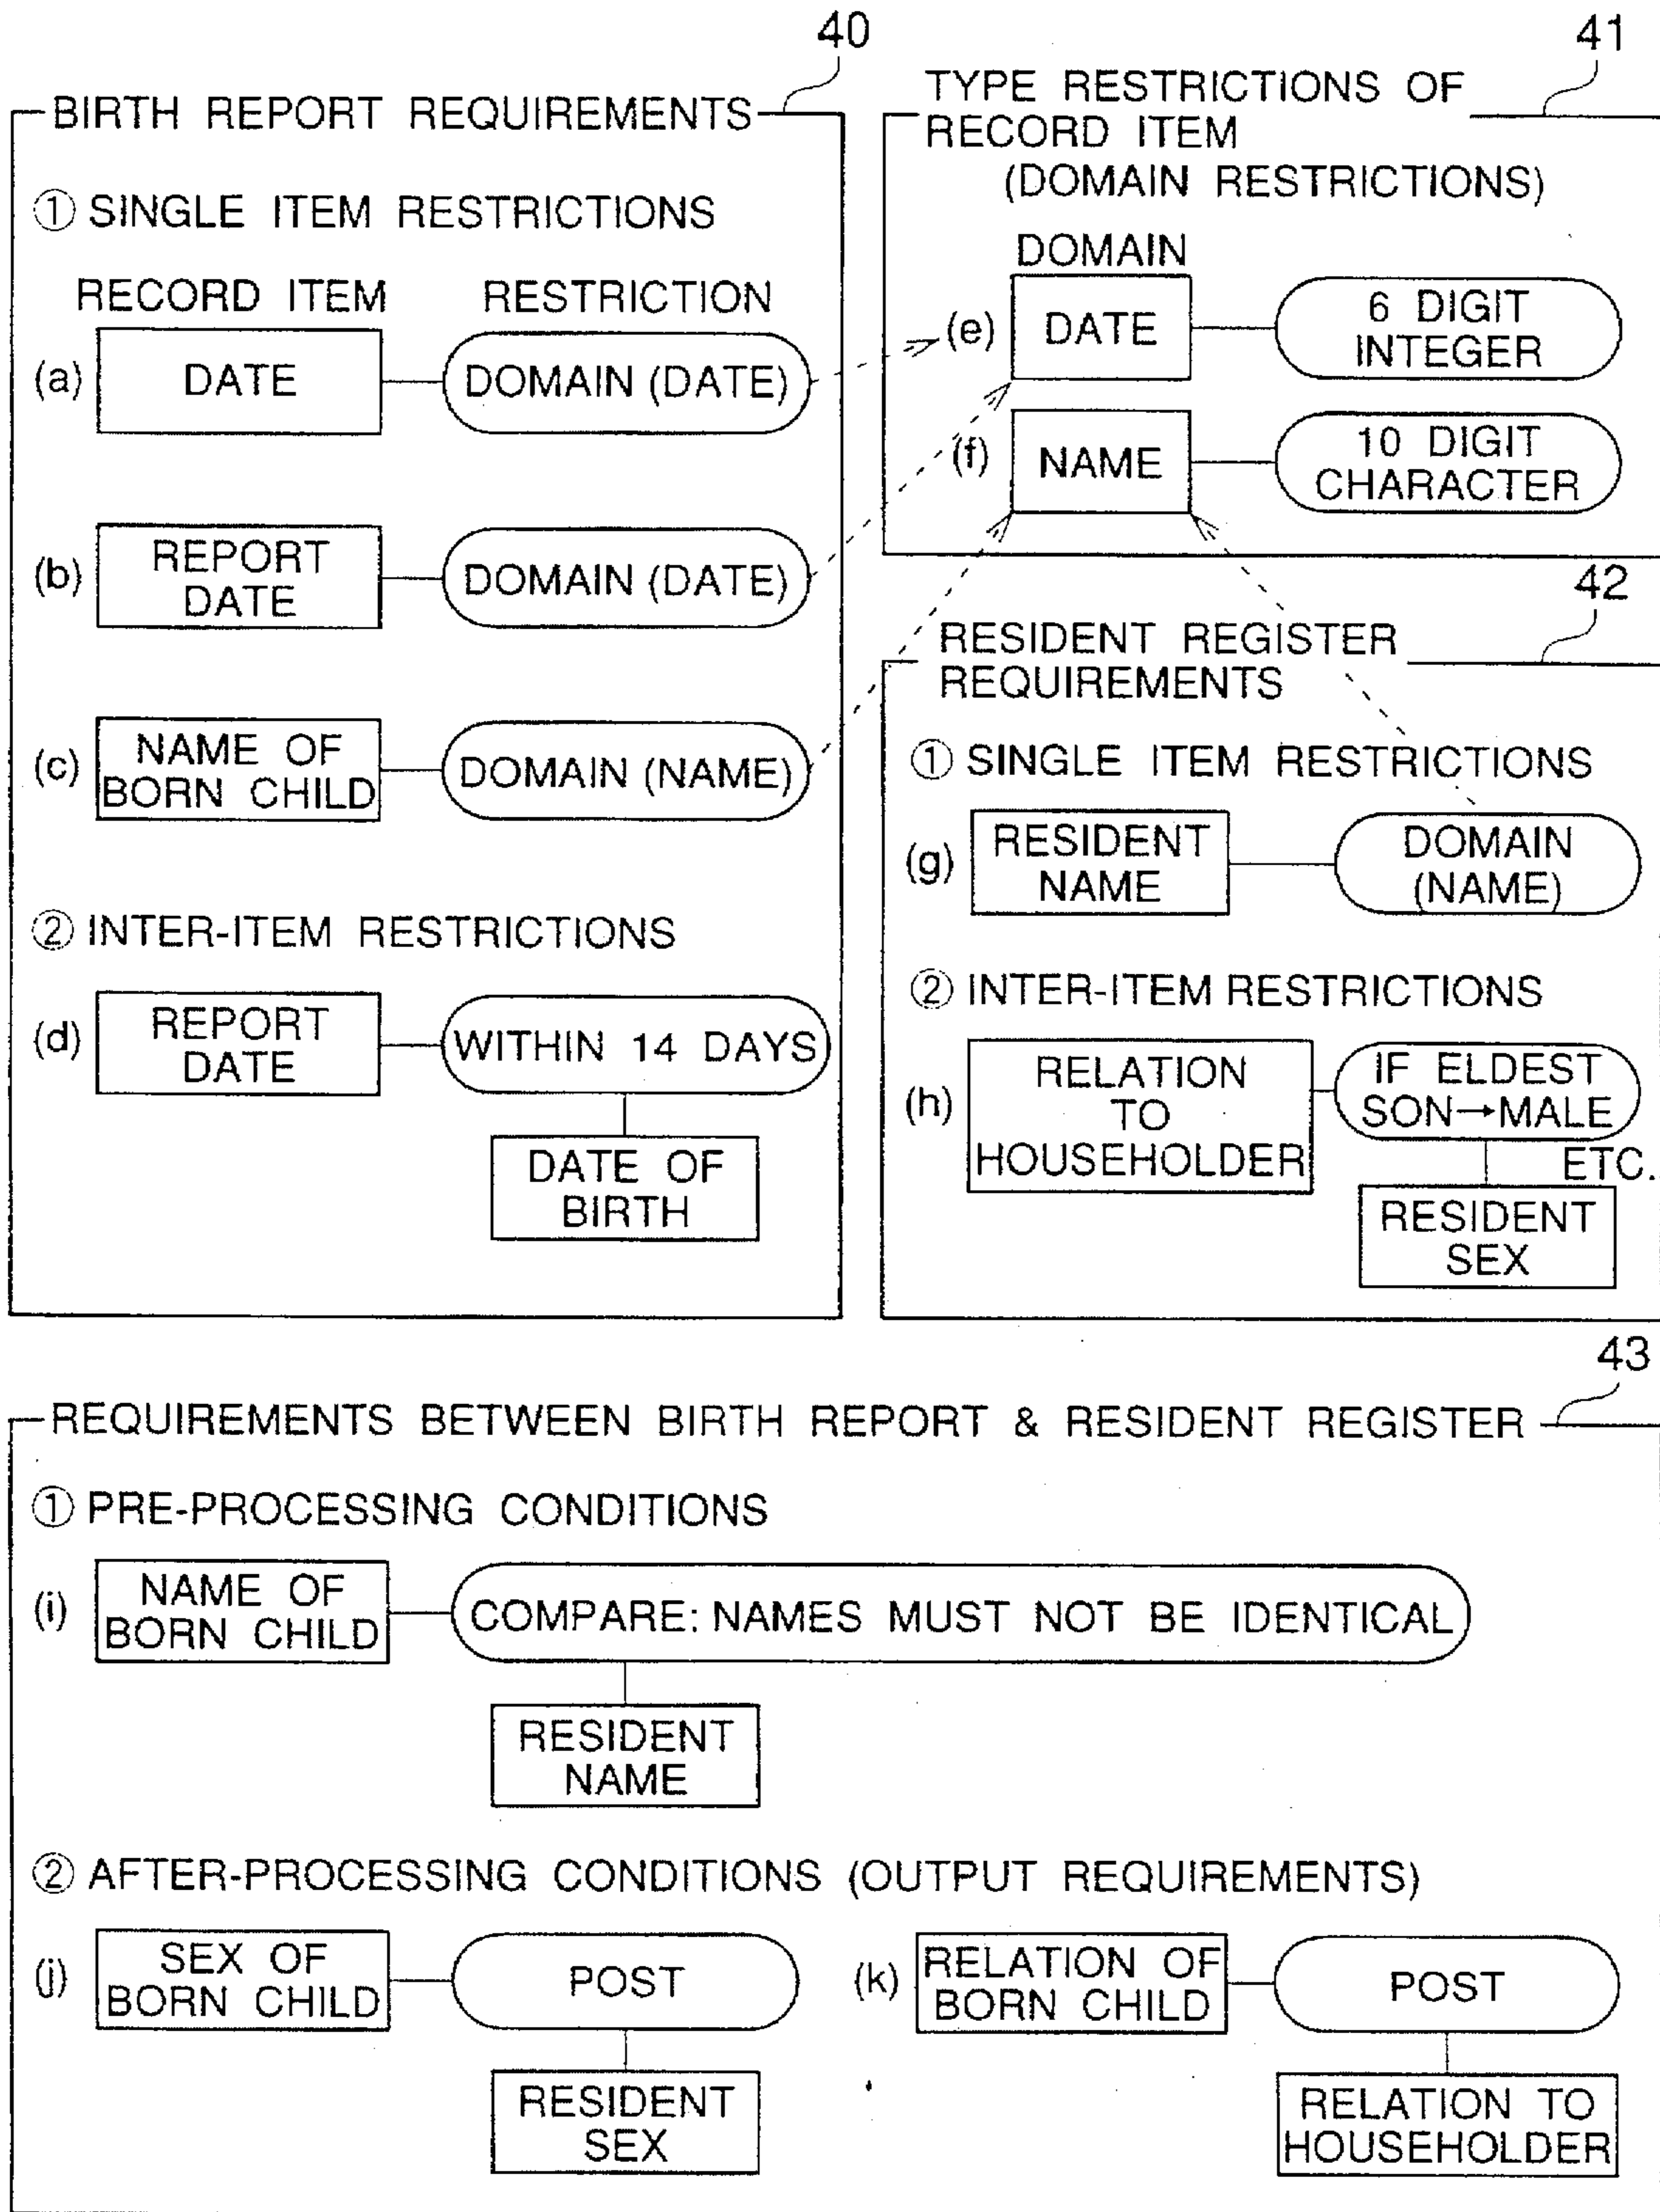 40
BIRTH REPORT REQUIREMENTS
① SINGLE ITEM RESTRICTIONS
RECORD ITEM RESTRICTION
(a) DATE DOMAIN (DATE)
(b) REPORT
DATE
DOMAIN (DATE)
(c) NAME OF
BORN CHILD
DOMAIN (NAME)
② INTER-ITEM RESTRICTIONS
(d) REPORT
DATE
WITHIN 14 DAYS
DATE OF
BIRTH
41
TYPE RESTRICTIONS OF
RECORD ITEM
(DOMAIN RESTRICTIONS)
DOMAIN
(e) DATE
6 DIGIT
INTEGER
(f) NAME
10 DIGIT
CHARACTER
42
RESIDENT REGISTER
REQUIREMENTS
① SINGLE ITEM RESTRICTIONS
(g) RESIDENT
NAME
DOMAIN
(NAME)
② INTER-ITEM RESTRICTIONS
(h) RELATION
TO
HOUSEHOLDER
IF ELDEST
SON→MALE
ETC.
RESIDENT
SEX
43
REQUIREMENTS BETWEEN BIRTH REPORT & RESIDENT REGISTER
① PRE-PROCESSING CONDITIONS
(i) NAME OF
BORN CHILD
COMPARE: NAMES MUST NOT BE IDENTICAL
RESIDENT
NAME
② AFTER-PROCESSING CONDITIONS (OUTPUT REQUIREMENTS)
(j) SEX OF
BORN CHILD
POST
RESIDENT
SEX
(k) RELATION OF
BORN CHILD
POST
RELATION TO
HOUSEHOLDER